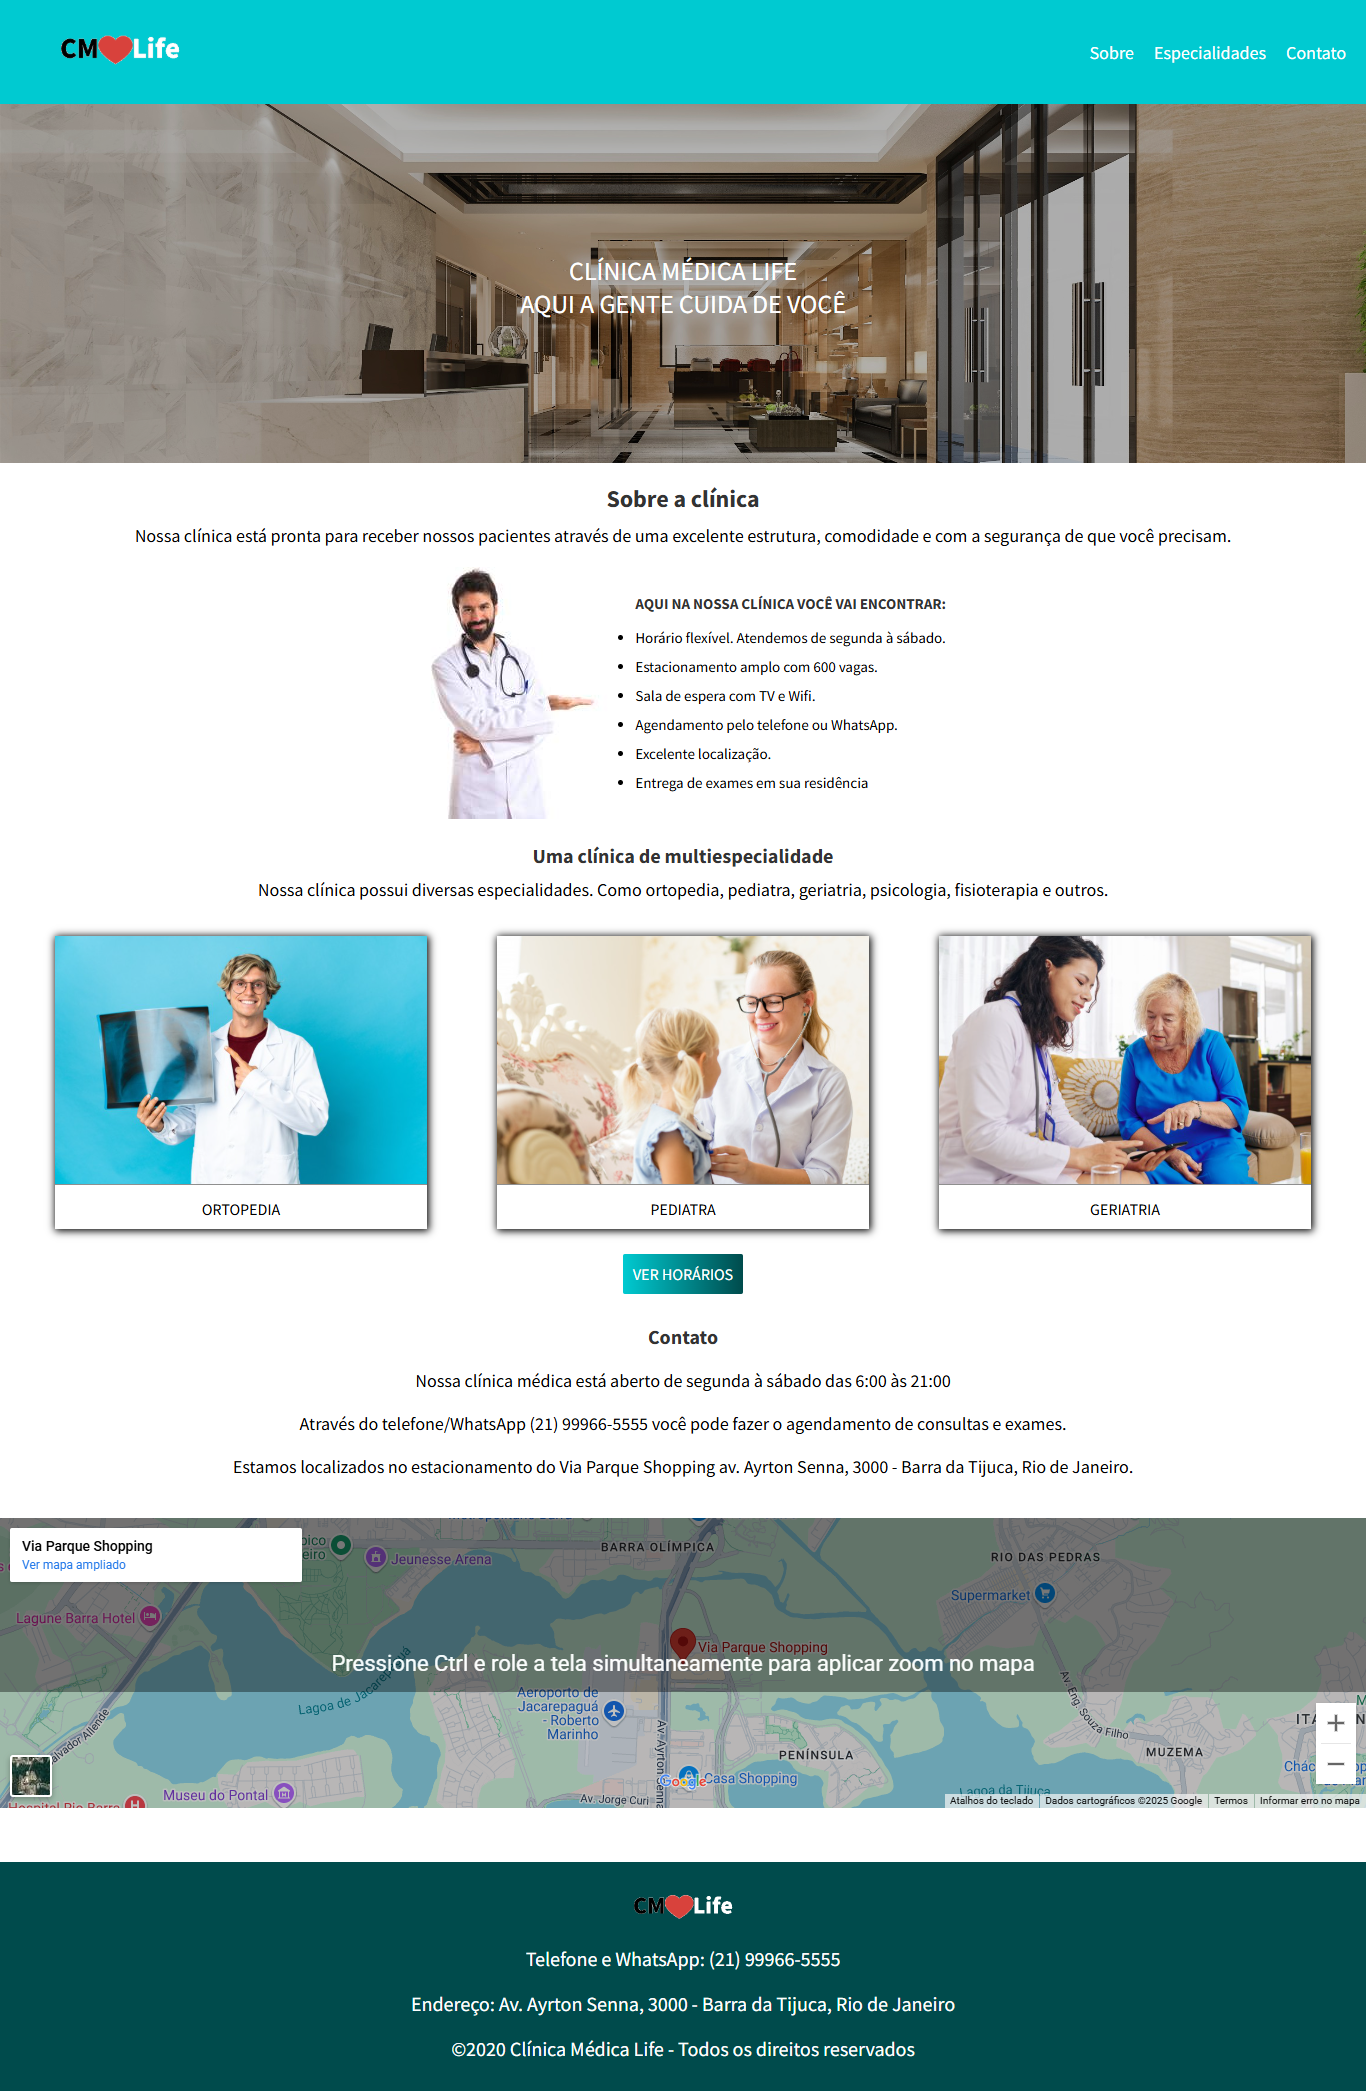 CM Life
Sobre Especialidades Contato
CLÍNICA MÉDICA LIFE
AQUI A GENTE CUIDA DE VOCÊ
Sobre a clínica
Nossa clínica está pronta para receber nossos pacientes através de uma excelente estrutura, comodidade e com a segurança de que você precisam.
AQUI NA NOSSA CLÍNICA VOCÊ VAI ENCONTRAR:
Horário flexível. Atendemos de segunda à sábado.
Estacionamento amplo com 600 vagas.
Sala de espera com TV e Wifi.
Agendamento pelo telefone ou WhatsApp.
Excelente localização.
Entrega de exames em sua residência
Uma clínica de multiespecialidade
Nossa clínica possui diversas especialidades. Como ortopedia, pediatra, geriatria, psicologia, fisioterapia e outros.
ORTOPEDIA
PEDIATRA
GERIATRIA
VER HORÁRIOS
Contato
Nossa clínica médica está aberto de segunda à sábado das 6:00 às 21:00
Através do telefone/WhatsApp (21) 99966-5555 você pode fazer o agendamento de consultas e exames.
Estamos localizados no estacionamento do Via Parque Shopping av. Ayrton Senna, 3000 - Barra da Tijuca, Rio de Janeiro.
Via Parque Shopping
Ver mapa ampliado
Jeunesse Arena
BARRA OLÍMPICA
RIO DAS PEDRAS
Supermarket
Lagune Barra Hotel
Via Parque Shopping
Pressione Ctrl e role a tela simultaneamente para aplicar zoom no mapa
Lagoa de Jacarepaguá
Aeroporto de
Jacarepaguá
- Roberto
Marinho
Av. Eng. Souza Filho
Salvador Allende
Av. Ayrton Senna
PENÍNSULA
MUZEMA
Casa Shopping
Google
Museu do Pontal
Hospital Rio Barra
Av. Jorge Curi
Lagoa da Tijuca
Atalhos do teclado
Dados cartográficos ©2025 Google
Termos
Informar erro no mapa
CM Life
Telefone e WhatsApp: (21) 99966-5555
Endereço: Av. Ayrton Senna, 3000 - Barra da Tijuca, Rio de Janeiro
©2020 Clínica Médica Life - Todos os direitos reservados